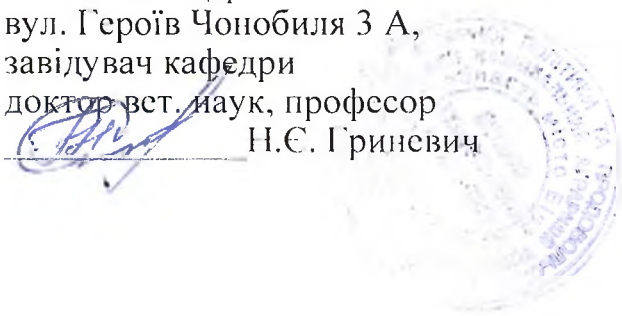 вул. Героїв Чонобиля 3 А,
завідувач кафедри
доктор вет. наук, професор
Н.Є. Гриневич